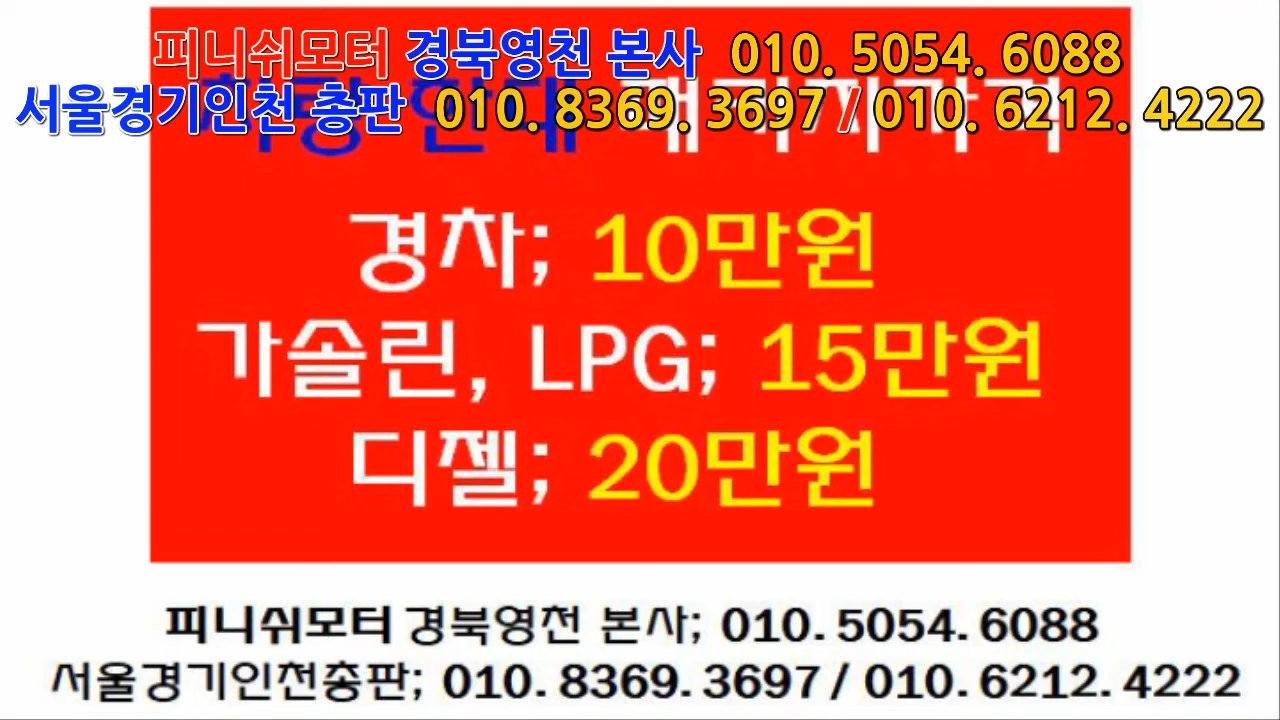 피니쉬모터 경북영천 본사 010. 5054. 6088
서울경기인천 총판 010. 8369. 3697 / 010. 6212. 4222
한대
경차; 10만원
가솔린, LPG; 15만원
디젤; 20만원
피니쉬모터 경북영천 본사; 010. 5054. 6088
서울경기인천총판; 010. 8369. 3697 / 010. 6212. 4222